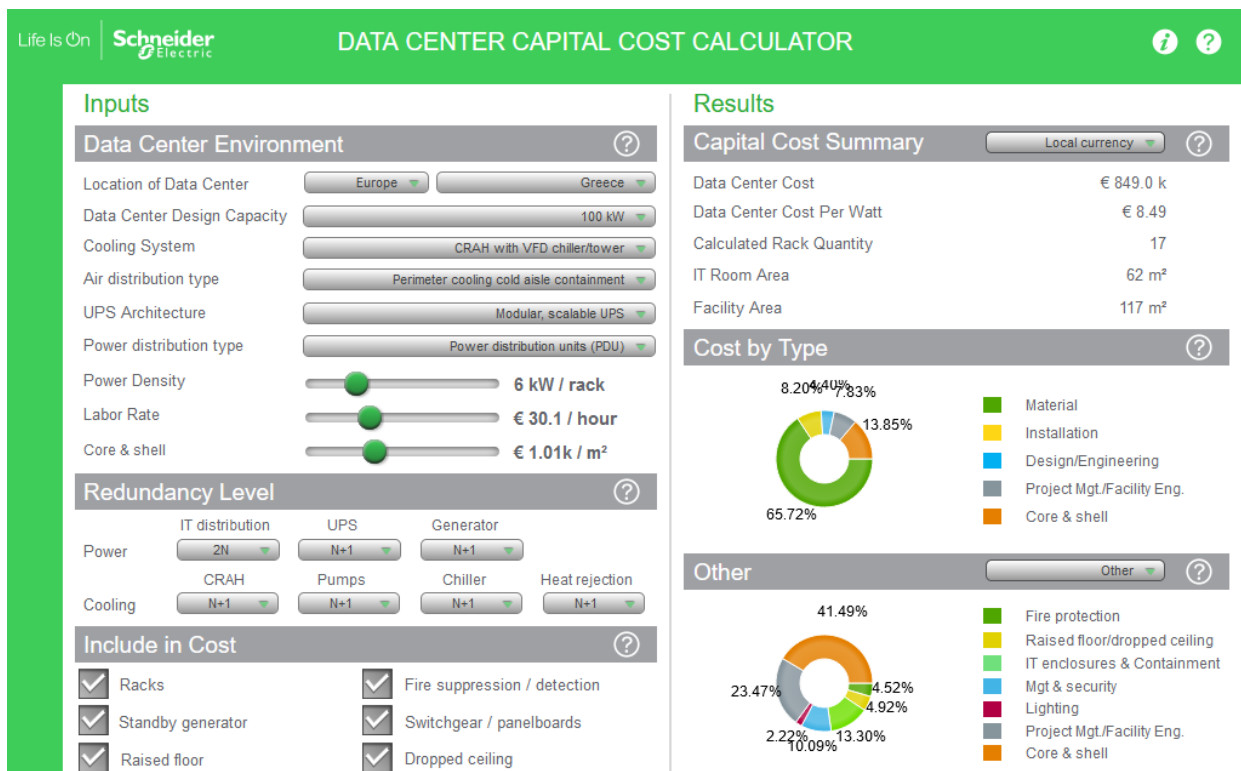 Life Is On Schneider Electric
DATA CENTER CAPITAL COST CALCULATOR
i ?
Inputs
Data Center Environment ?
Location of Data Center Europe Greece
Data Center Design Capacity 100 kW
Cooling System CRAH with VFD chiller/tower
Air distribution type Perimeter cooling cold aisle containment
UPS Architecture Modular, scalable UPS
Power distribution type Power distribution units (PDU)
Power Density 6 kW / rack
Labor Rate € 30.1 / hour
Core & shell € 1.01k / m²
Redundancy Level ?
IT distribution UPS Generator
Power 2N N+1 N+1
CRAH Pumps Chiller Heat rejection
Cooling N+1 N+1 N+1 N+1
Include in Cost ?
Racks Fire suppression / detection
Standby generator Switchgear / panelboards
Raised floor Dropped ceiling
Results
Capital Cost Summary Local currency ?
Data Center Cost € 849.0 k
Data Center Cost Per Watt € 8.49
Calculated Rack Quantity 17
IT Room Area 62 m²
Facility Area 117 m²
Cost by Type ?
8.20% 4.40% 7.83%
13.85%
65.72%
Material
Installation
Design/Engineering
Project Mgt./Facility Eng.
Core & shell
Other Other ?
41.49%
23.47%
4.52%
4.92%
2.22% 10.09% 13.30%
Fire protection
Raised floor/dropped ceiling
IT enclosures & Containment
Mgt & security
Lighting
Project Mgt./Facility Eng.
Core & shell